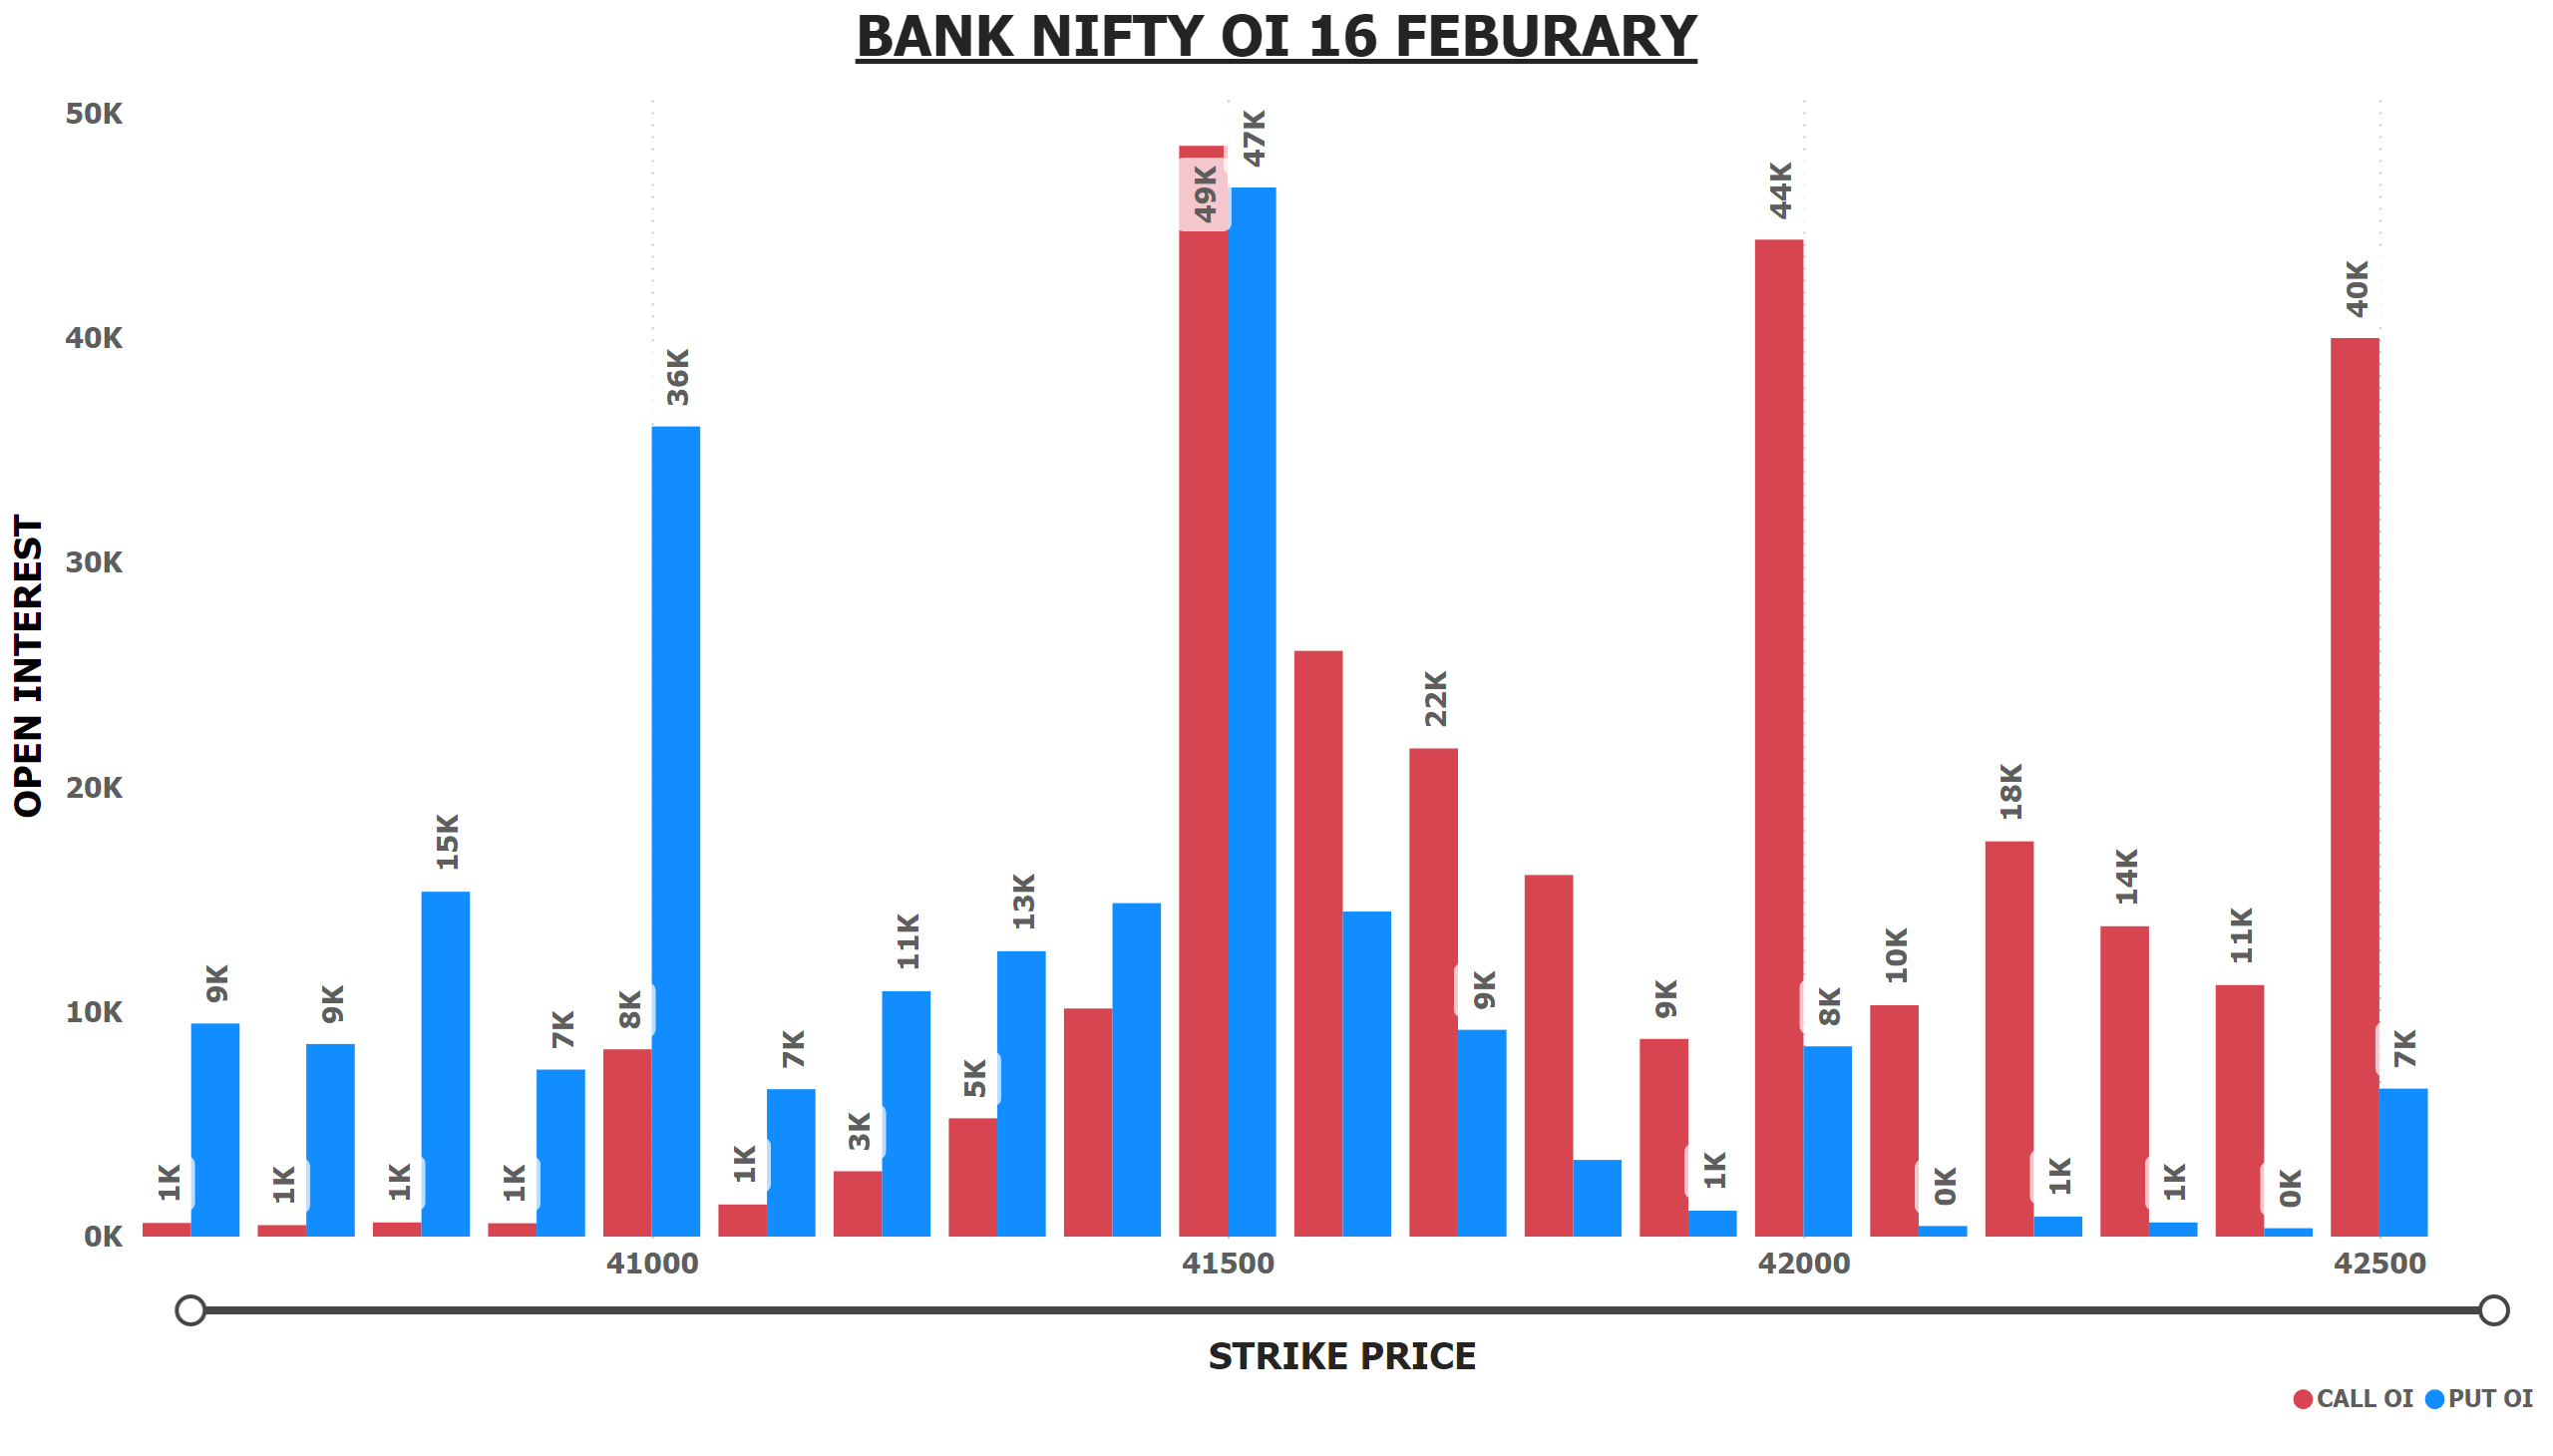 BANK NIFTY OI 16 FEBURARY
50K
40K
30K
20K
10K
0K
OPEN INTEREST
1K
9K
1K
9K
1K
15K
1K
7K
8K
36K
1K
7K
3K
11K
5K
13K
49K
47K
22K
9K
9K
1K
44K
8K
10K
0K
18K
1K
14K
1K
11K
0K
40K
7K
41000
41500
42000
42500
STRIKE PRICE
CALL OI
PUT OI